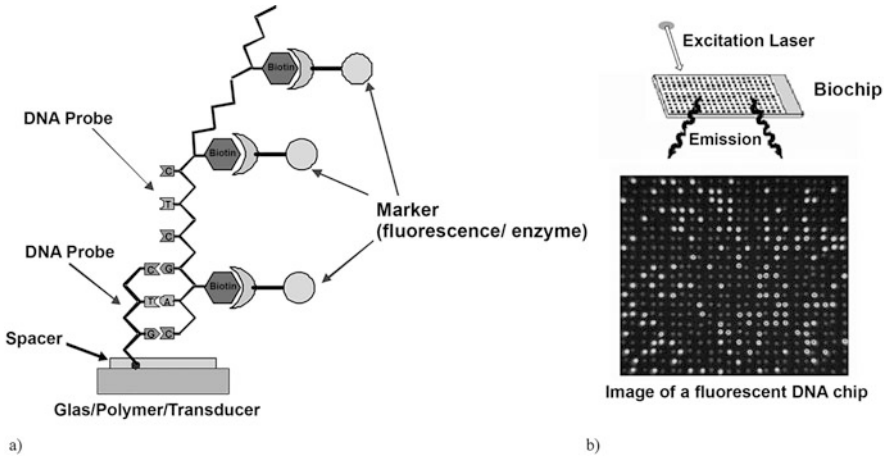 Biotin
DNA Probe
Biotin
C
T
Marker
(fluorescence/ enzyme)
C
DNA Probe
C G
Biotin
T A
G C
Spacer
Glas/Polymer/Transducer
a)
Excitation Laser
Biochip
Emission
Image of a fluorescent DNA chip
b)